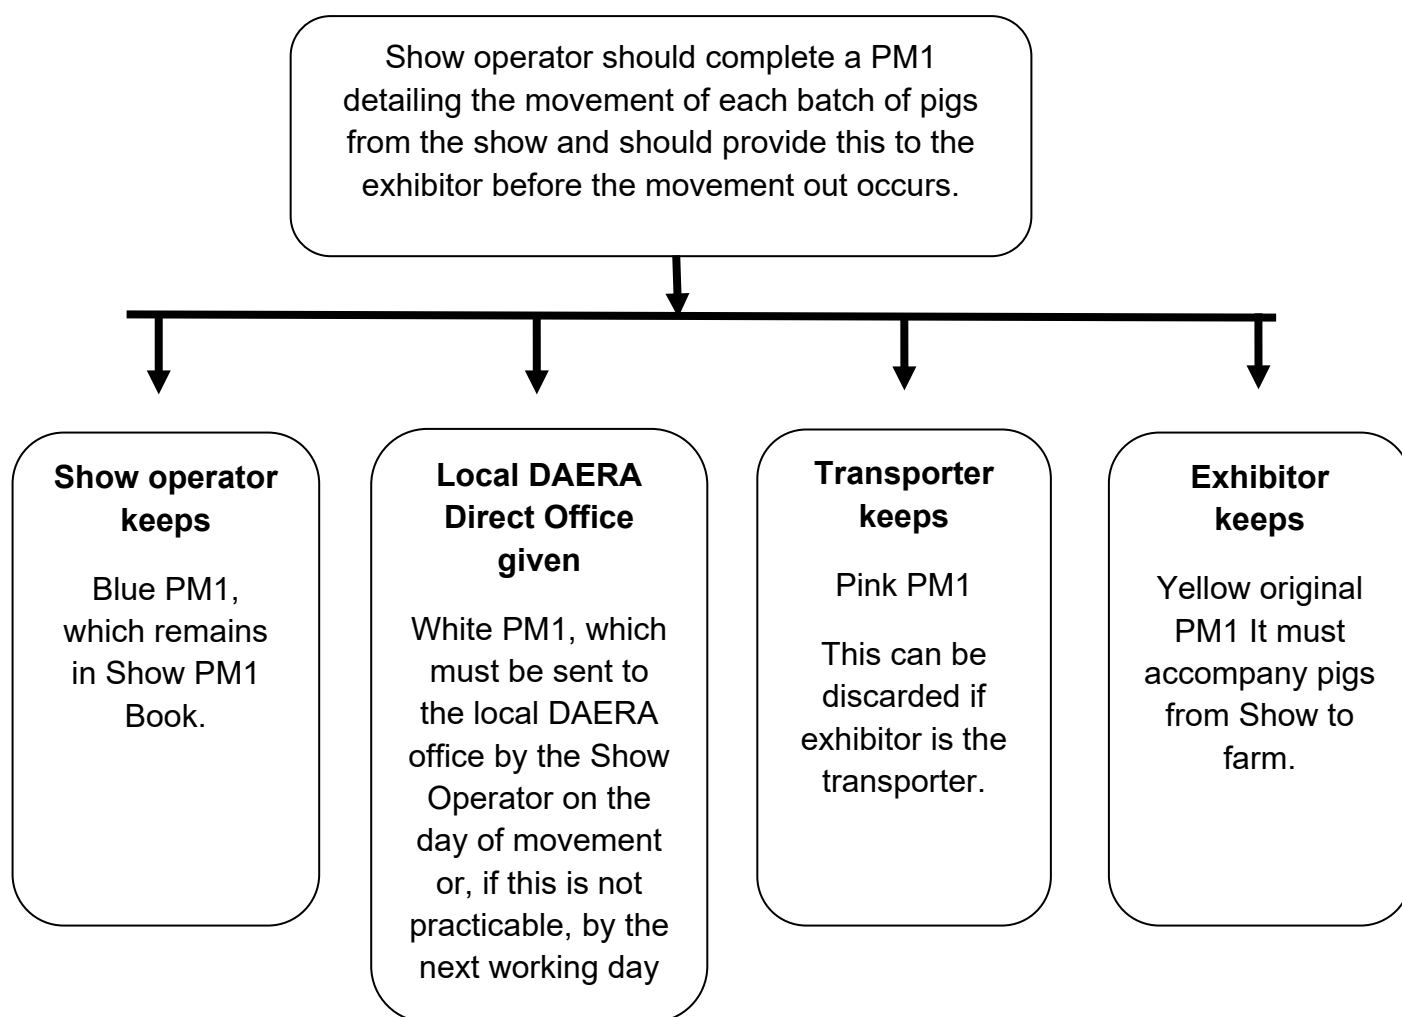 Show operator should complete a PM1
detailing the movement of each batch of pigs
from the show and should provide this to the
exhibitor before the movement out occurs.
Show operator
keeps
Blue PM1,
which remains
in Show PM1
Book.
Local DAERA
Direct Office
given
White PM1, which
must be sent to
the local DAERA
office by the Show
Operator on the
day of movement
or, if this is not
practicable, by the
next working day
Transporter
keeps
Pink PM1
This can be
discarded if
exhibitor is the
transporter.
Exhibitor
keeps
Yellow original
PM1 It must
accompany pigs
from Show to
farm.